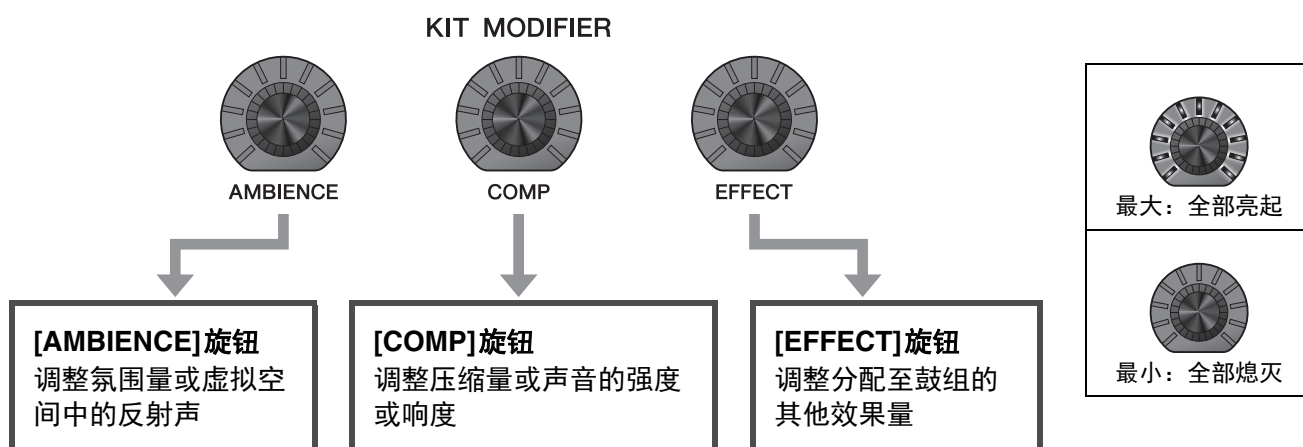 KIT MODIFIER
AMBIENCE
COMP
EFFECT
[AMBIENCE]旋钮
调整氛围量或虚拟空
间中的反射声
[COMP]旋钮
调整压缩量或声音的强度
或响度
[EFFECT]旋钮
调整分配至鼓组的
其他效果量
最大：全部亮起
最小：全部熄灭